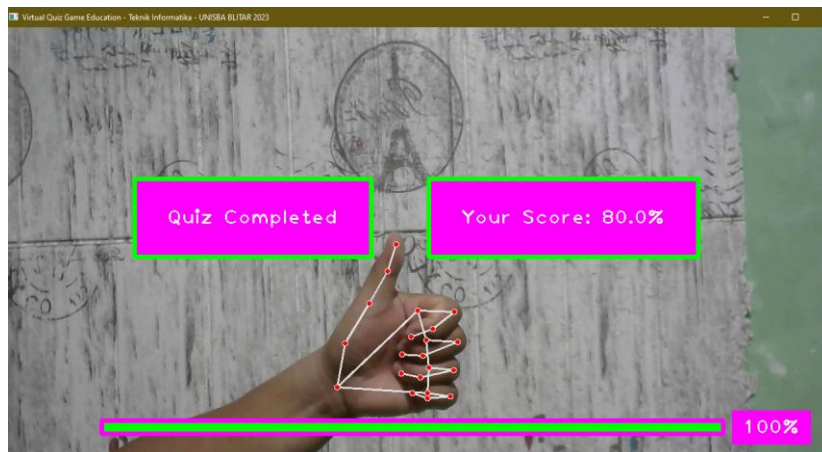 Virtual Quiz Game Education - Teknik Informatika - UNISBA BLITAR 2023
Quiz Completed
Your Score: 80.0%
100%